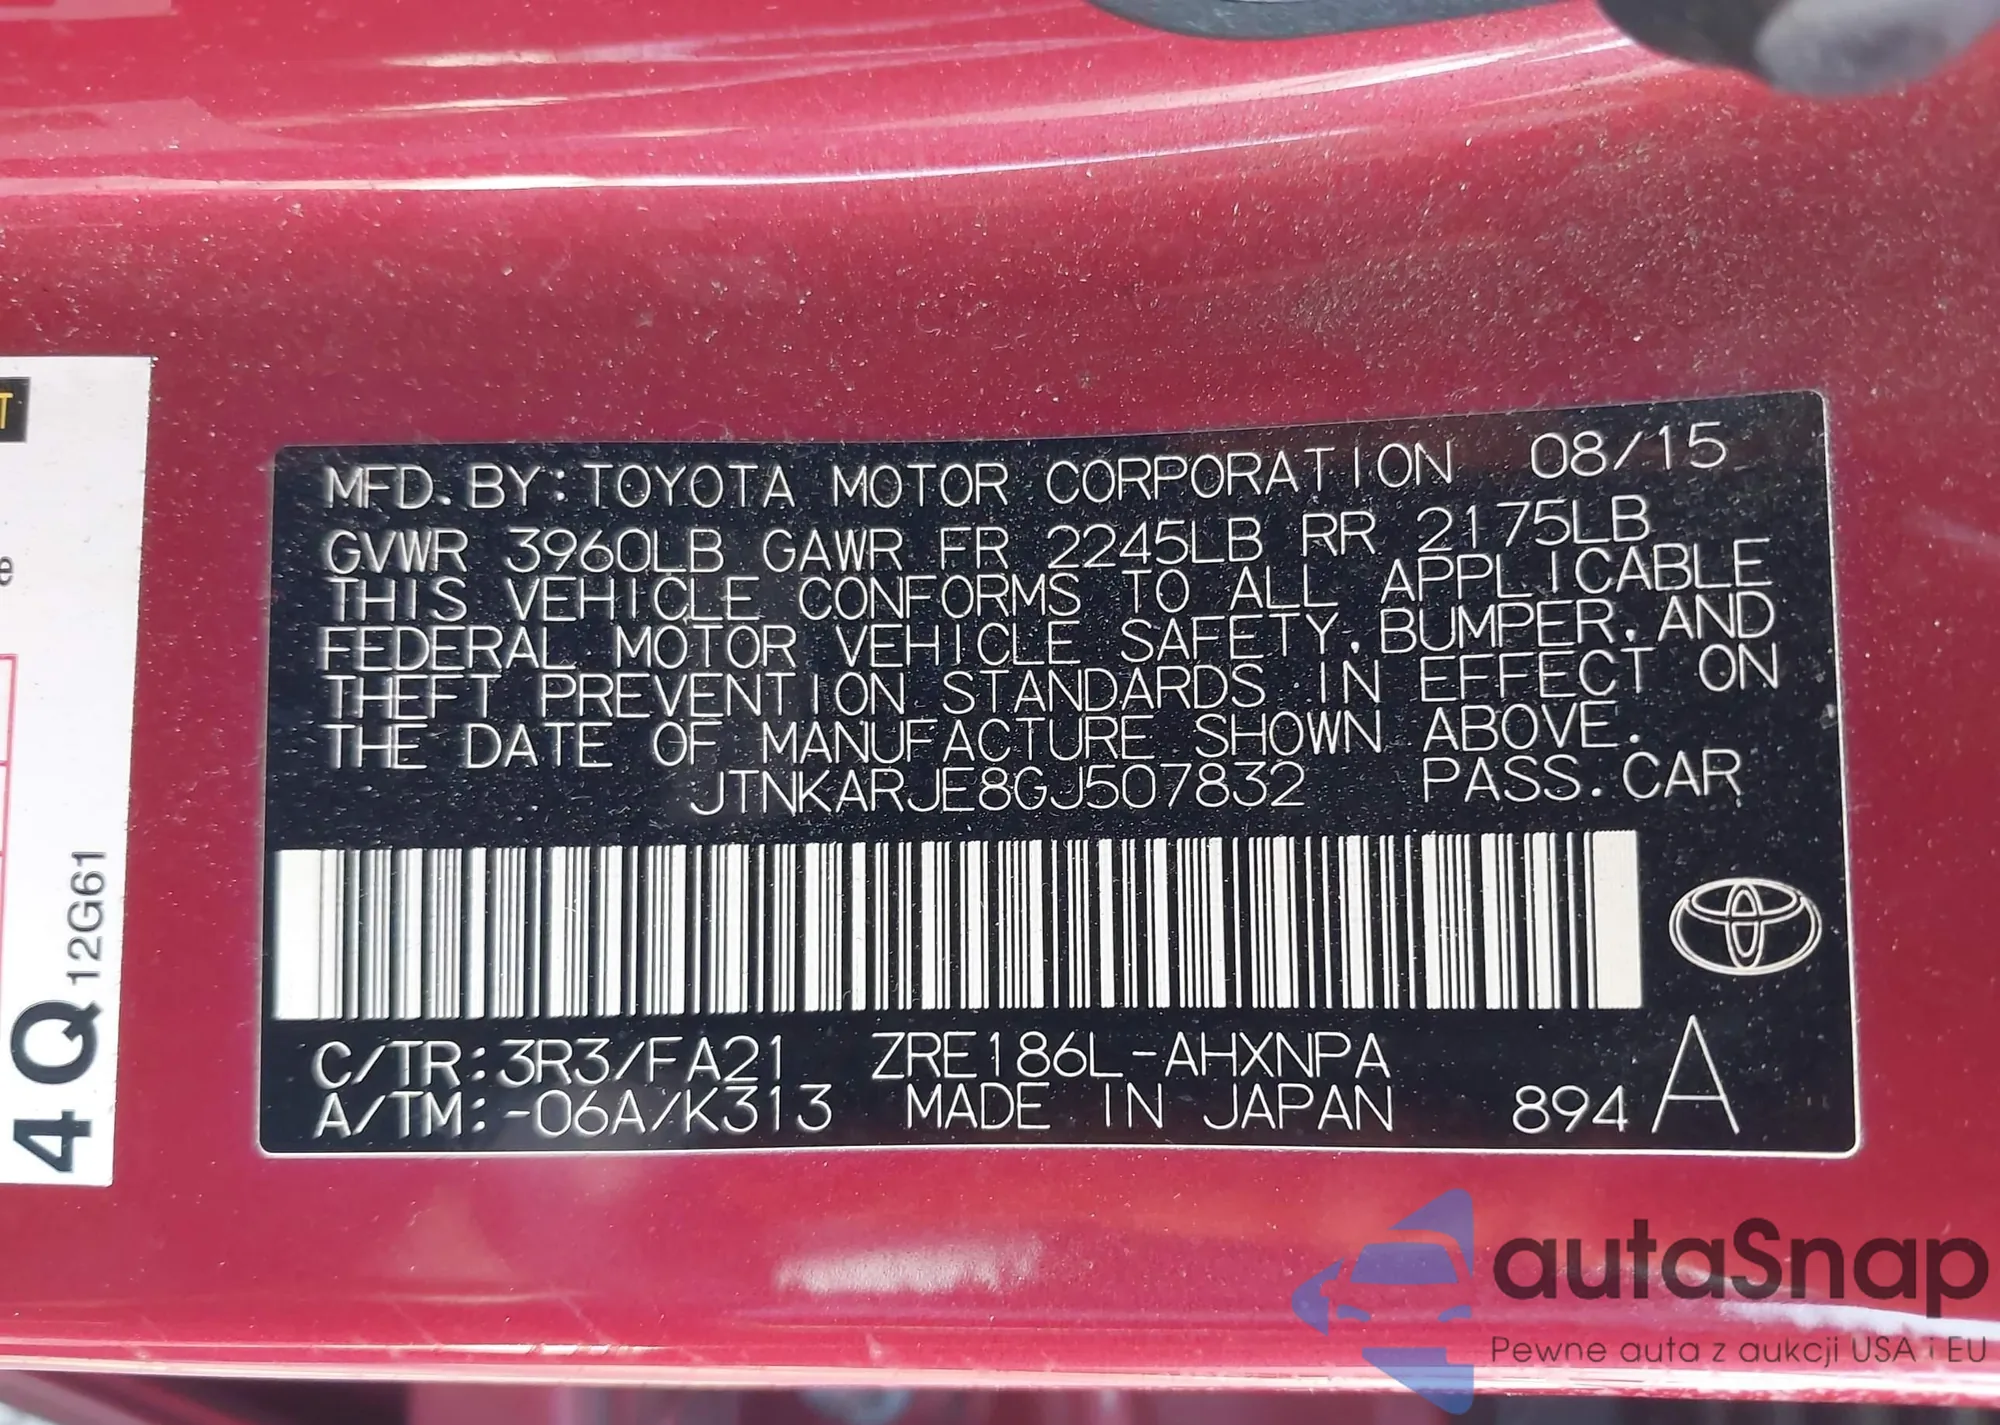 MFD. BY: TOYOTA MOTOR CORPORATION 08/15
GVWR 3960LB GAWR FR 2245LB RR 2175LB
THIS VEHICLE CONFORMS TO ALL APPLICABLE
FEDERAL MOTOR VEHICLE SAFETY, BUMPER, AND
THEFT PREVENTION STANDARDS IN EFFECT ON
THE DATE OF MANUFACTURE SHOWN ABOVE.
JTNKARJE8GJ507832 PASS. CAR
C/TR: 3R3/FA21 ZRE186L-AHXNPA
A/TM: -06A/K313 MADE IN JAPAN 894 A
4 Q 12G61
T
e
autaSnap
Pewne auta z aukcji USA i EU